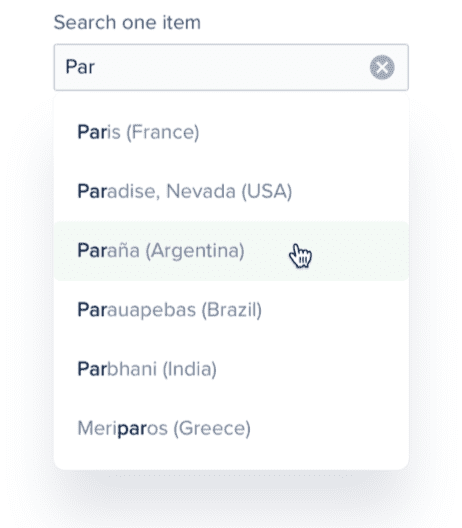 Search one item
Par
Paris (France)
Paradise, Nevada (USA)
Paraña (Argentina)
Parauapebas (Brazil)
Parbhani (India)
Meriparos (Greece)